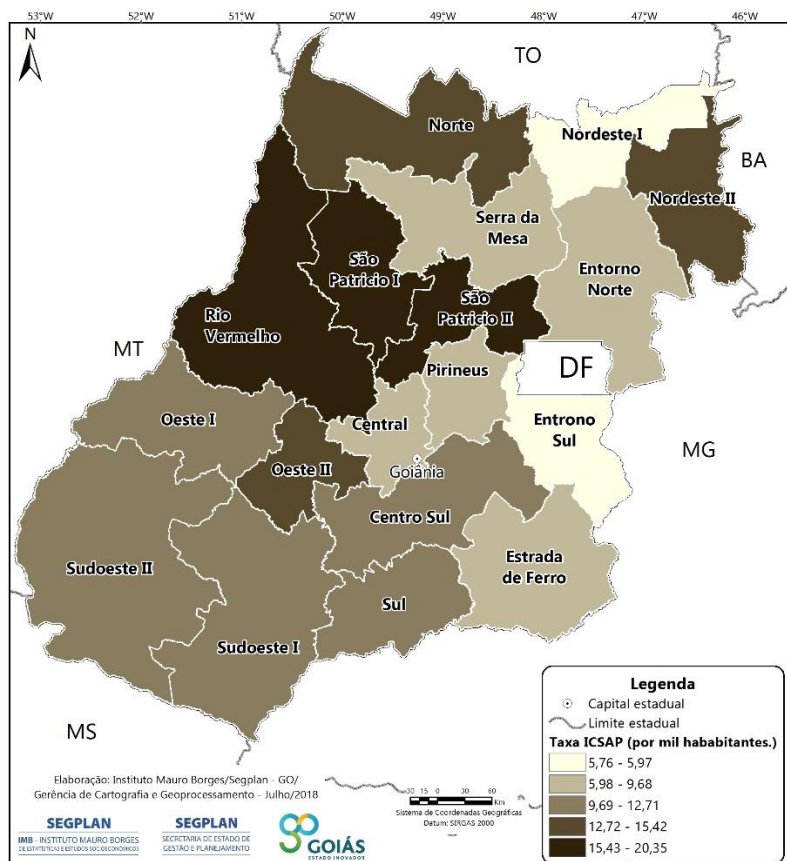 53°W 52°W 51°W 50°W 49°W 48°W 47°W 46°W
N
TO
Norte
Nordeste I
BA
Nordeste II
Serra da
Mesa
São
Patricio I
Entorno
Norte
São
Patricio II
Rio
Vermelho
MT
Pirineus
DF
Oeste I
Central
Entrono
Sul
MG
Goiânia
Oeste II
Centro Sul
Sudoeste II
Estrada
de Ferro
Sul
Sudoeste I
MS
Legenda
Capital estadual
Limite estadual
Taxa ICSAP (por mil hababitantes.)
5,76 - 5,97
5,98 - 9,68
9,69 - 12,71
12,72 - 15,42
15,43 - 20,35
Elaboração: Instituto Mauro Borges/Segplan - GO/
Gerência de Cartografia e Geoprocessamento - Julho/2018
30 15 0 30 60
Km
Sistema de Coordenadas Geográficas
Datum: SIRGAS 2000
SEGPLAN
IMB - INSTITUTO MAURO BORGES
DE ESTATÍSTICAS E ESTUDOS SOCIOECONÔMICOS
SEGPLAN
SECRETARIA DE ESTADO DE
GESTÃO E PLANEJAMENTO
GOIÁS
ESTADO INOVADOR